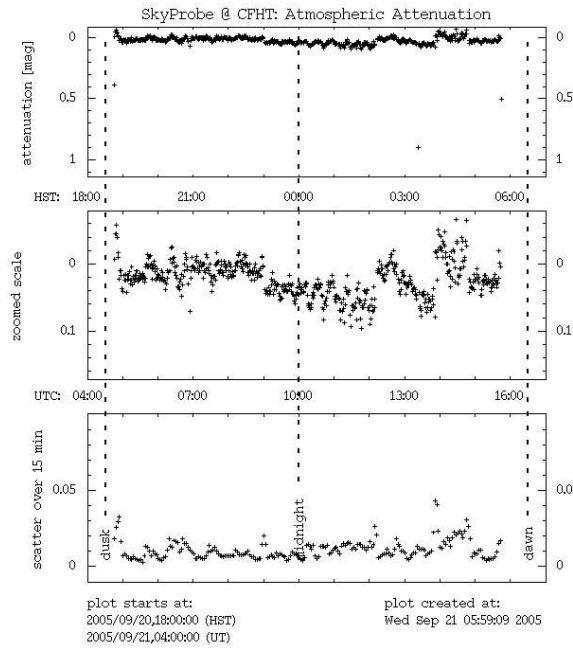 SkyProbe @ CFHT: Atmospheric Attenuation
0 0
attenuation [mag]
0.5 0.5
1 1
HST: 18:00 21:00 00:00 03:00 06:00
0 0
zoomed scale
0.1 0.1
UTC: 04:00 07:00 10:00 13:00 16:00
scatter over 15 min
0.05 0.0
dusk midnight dawn
0 0
plot starts at: plot created at:
2005/09/20,18:00:00 (HST) Wed Sep 21 05:59:09 2005
2005/09/21,04:00:00 (UT)